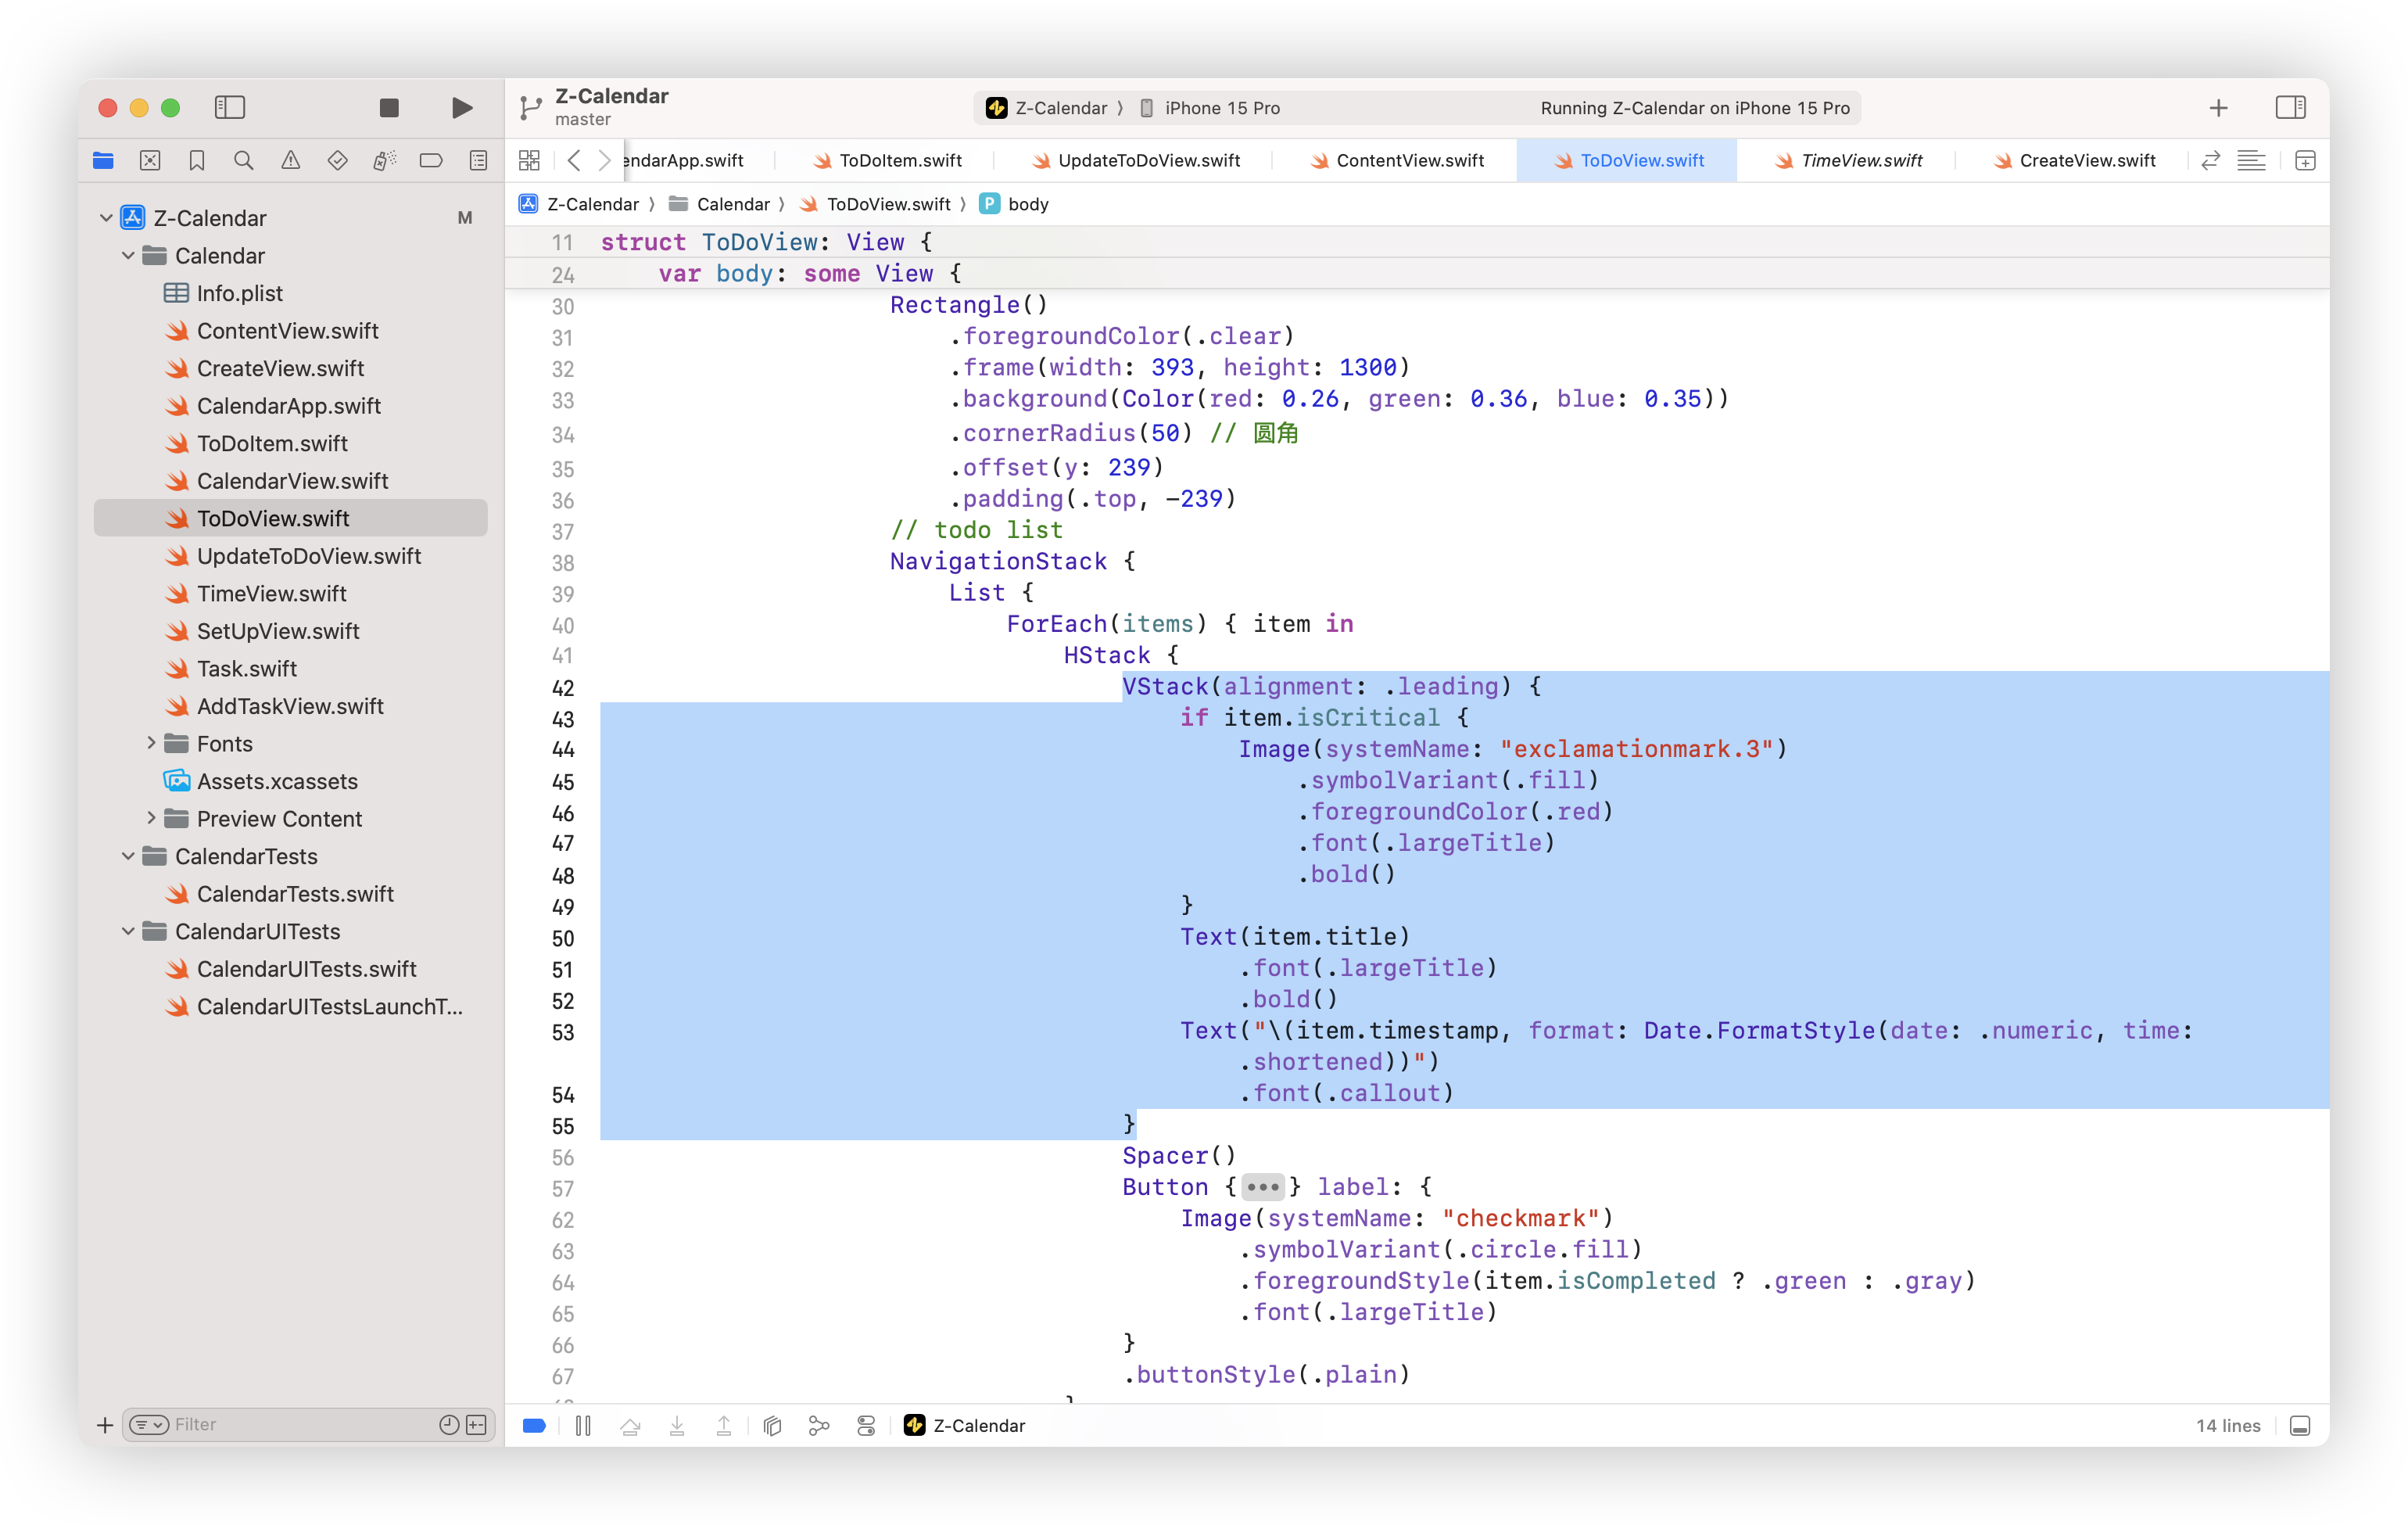 Z-Calendar
master
Z-Calendar 〉 iPhone 15 Pro
Running Z-Calendar on iPhone 15 Pro
endarApp.swift
ToDoItem.swift
UpdateToDoView.swift
ContentView.swift
ToDoView.swift
TimeView.swift
CreateView.swift
Z-Calendar 〉 Calendar 〉 ToDoView.swift 〉 P body
Z-Calendar M
Calendar
Info.plist
ContentView.swift
CreateView.swift
CalendarApp.swift
ToDoItem.swift
CalendarView.swift
ToDoView.swift
UpdateToDoView.swift
TimeView.swift
SetUpView.swift
Task.swift
AddTaskView.swift
Fonts
Assets.xcassets
Preview Content
CalendarTests
CalendarTests.swift
CalendarUITests
CalendarUITests.swift
CalendarUITestsLaunchT...
Filter
11 struct ToDoView: View {
24 var body: some View {
30 Rectangle()
31 .foregroundColor(.clear)
32 .frame(width: 393, height: 1300)
33 .background(Color(red: 0.26, green: 0.36, blue: 0.35))
34 .cornerRadius(50) // 圆角
35 .offset(y: 239)
36 .padding(.top, -239)
37 // todo list
38 NavigationStack {
39 List {
40 ForEach(items) { item in
41 HStack {
42 VStack(alignment: .leading) {
43 if item.isCritical {
44 Image(systemName: "exclamationmark.3")
45 .symbolVariant(.fill)
46 .foregroundColor(.red)
47 .font(.largeTitle)
48 .bold()
49 }
50 Text(item.title)
51 .font(.largeTitle)
52 .bold()
53 Text("\(item.timestamp, format: Date.FormatStyle(date: .numeric, time:
.shortened))")
54 .font(.callout)
55 }
56 Spacer()
57 Button {•••} label: {
62 Image(systemName: "checkmark")
63 .symbolVariant(.circle.fill)
64 .foregroundStyle(item.isCompleted ? .green : .gray)
65 .font(.largeTitle)
66 }
67 .buttonStyle(.plain)
Z-Calendar
14 lines